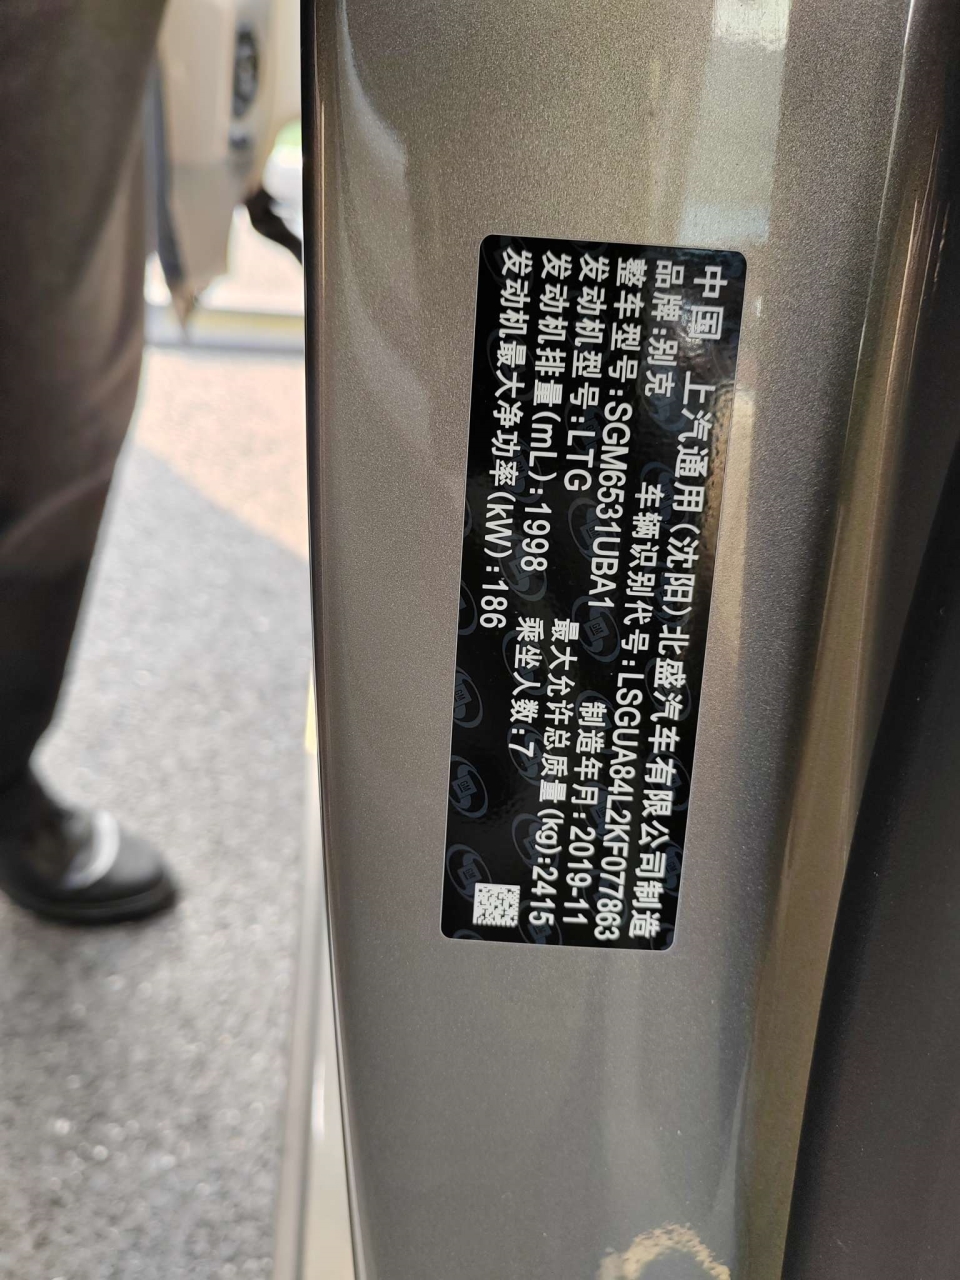 中国 上汽通用(沈阳)北盛汽车有限公司制造
品牌:别克 车辆识别代号:LSGUA84L2KF077863
整车型号:SGM6531UBA1 制造年月:2019-11
发动机型号:LTG 最大允许总质量(kg):2415
发动机排量(mL):1998 乘坐人数:7
发动机最大净功率(kW):186